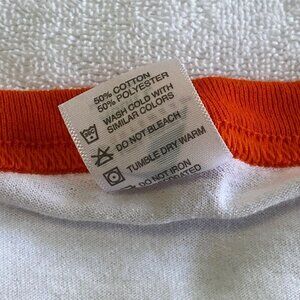 50% COTTON
50% POLYESTER
WASH COLD WITH
SIMILAR COLORS
DO NOT BLEACH
TUMBLE DRY WARM
DO NOT IRON